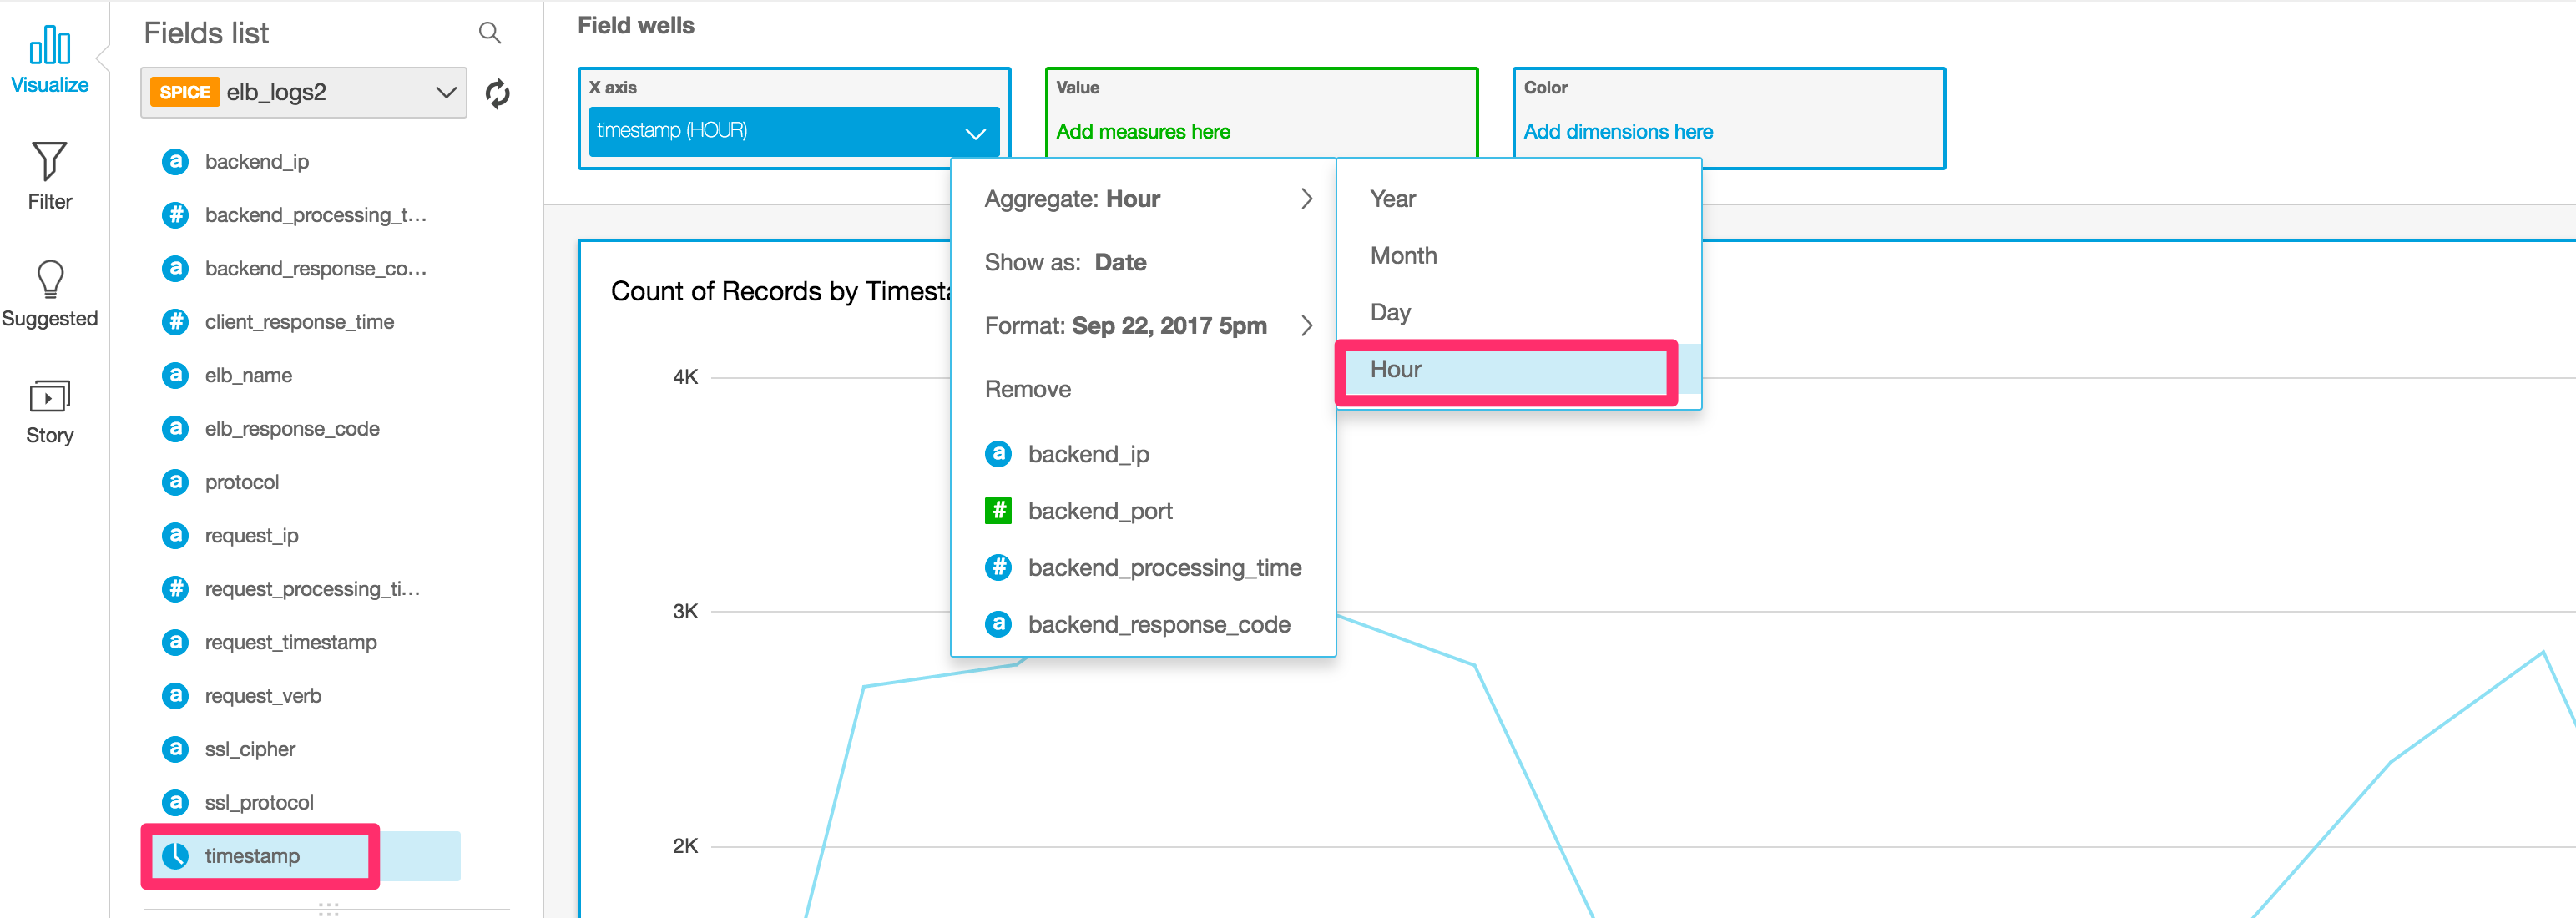 Visualize
Filter
Suggested
Story
Fields list
SPICE elb_logs2
a backend_ip
# backend_processing_t...
a backend_response_co...
# client_response_time
a elb_name
a elb_response_code
a protocol
a request_ip
# request_processing_ti...
a request_timestamp
a request_verb
a ssl_cipher
a ssl_protocol
timestamp
Field wells
X axis
timestamp (HOUR)
Value
Add measures here
Color
Add dimensions here
Aggregate: Hour
Show as: Date
Format: Sep 22, 2017 5pm
Remove
a backend_ip
# backend_port
# backend_processing_time
a backend_response_code
Year
Month
Day
Hour
Count of Records by Timesta
4K
3K
2K